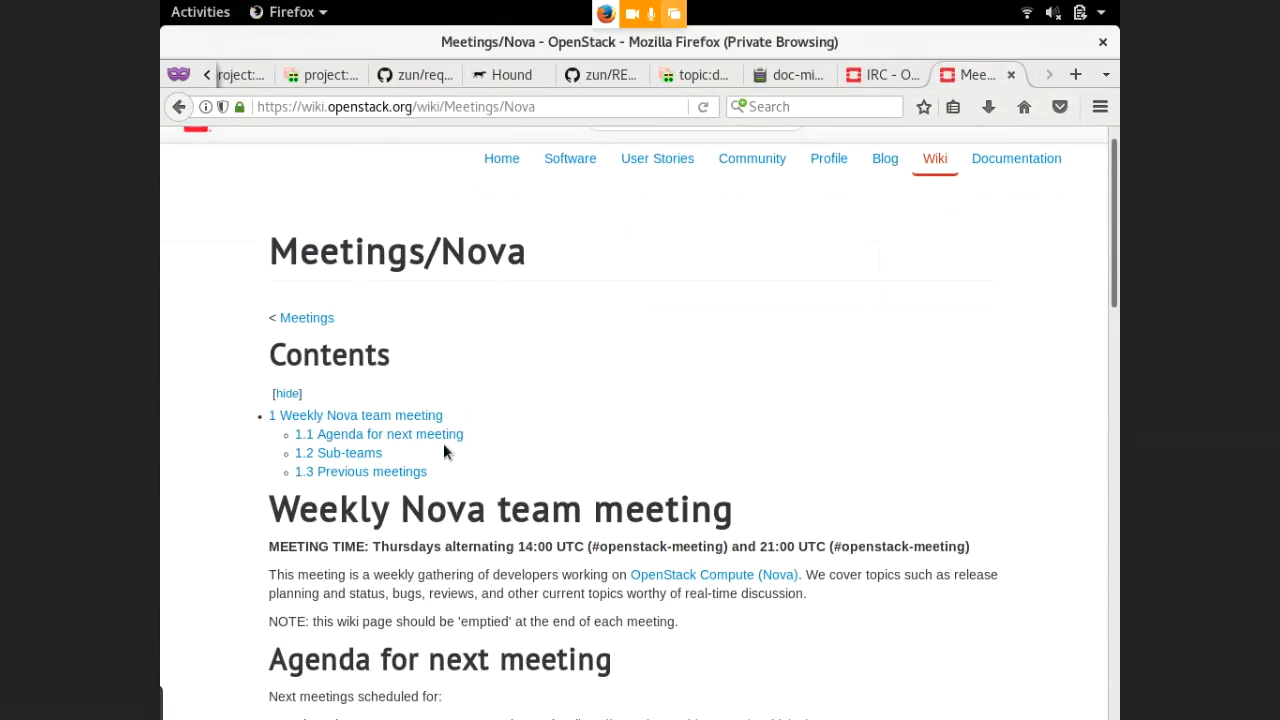 Activities Firefox
Meetings/Nova - OpenStack - Mozilla Firefox (Private Browsing)
roject:... project:... zun/req... Hound zun/RE... topic:d... doc-mi... IRC - O... Mee...
https://wiki.openstack.org/wiki/Meetings/Nova Search
Home Software User Stories Community Profile Blog Wiki Documentation
Meetings/Nova
< Meetings
Contents
[hide]
1 Weekly Nova team meeting
1.1 Agenda for next meeting
1.2 Sub-teams
1.3 Previous meetings
Weekly Nova team meeting
MEETING TIME: Thursdays alternating 14:00 UTC (#openstack-meeting) and 21:00 UTC (#openstack-meeting)
This meeting is a weekly gathering of developers working on OpenStack Compute (Nova). We cover topics such as release
planning and status, bugs, reviews, and other current topics worthy of real-time discussion.
NOTE: this wiki page should be 'emptied' at the end of each meeting.
Agenda for next meeting
Next meetings scheduled for: